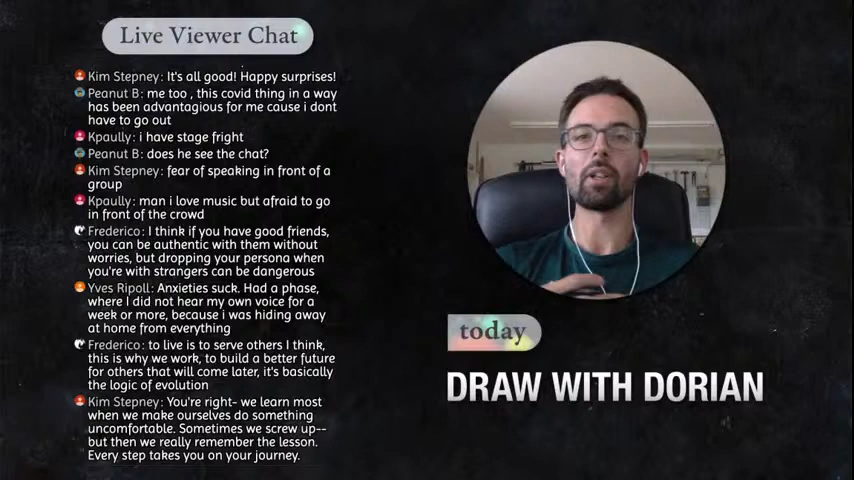 Live Viewer Chat
Kim Stepney: It's all good! Happy surprises!
Peanut B: me too , this covid thing in a way
has been advantagious for me cause i dont
have to go out
Kpaully: i have stage fright
Peanut B: does he see the chat?
Kim Stepney: fear of speaking in front of a
group
Kpaully: man i love music but afraid to go
in front of the crowd
Frederico: I think if you have good friends,
you can be authentic with them without
worries, but dropping your persona when
you're with strangers can be dangerous
Yves Ripoll: Anxieties suck. Had a phase,
where I did not hear my own voice for a
week or more, because i was hiding away
at home from everything
Frederico: to live is to serve others I think,
this is why we work, to build a better future
for others that will come later, it's basically
the logic of evolution
Kim Stepney: You're right- we learn most
when we make ourselves do something
uncomfortable. Sometimes we screw up--
but then we really remember the lesson.
Every step takes you on your journey.
today
DRAW WITH DORIAN